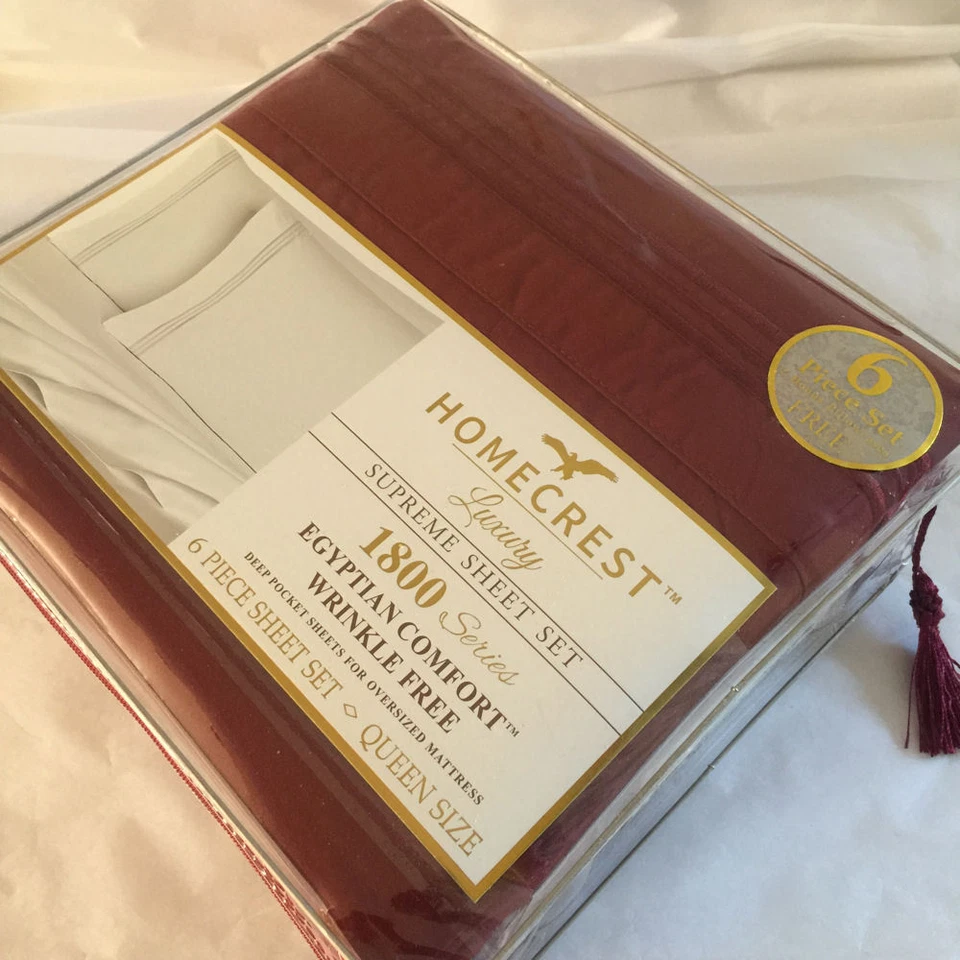 HOMECREST™
Luxury
SUPREME SHEET SET
1800 Series
EGYPTIAN COMFORT™
WRINKLE FREE
DEEP POCKET SHEETS FOR OVERSIZED MATTRESS
6 PIECE SHEET SET ◇ QUEEN SIZE
6
Piece Set
FREE